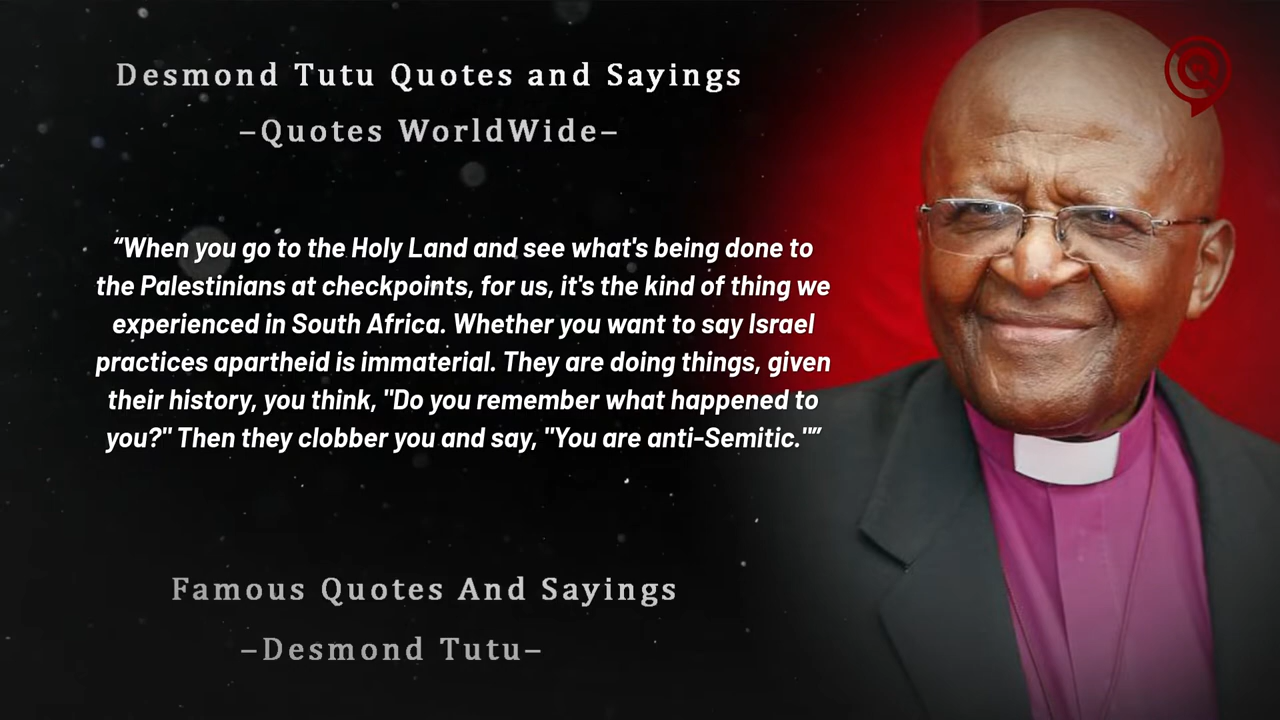 Desmond Tutu Quotes and Sayings
–Quotes WorldWide–
“When you go to the Holy Land and see what's being done to
the Palestinians at checkpoints, for us, it's the kind of thing we
experienced in South Africa. Whether you want to say Israel
practices apartheid is immaterial. They are doing things, given
their history, you think, "Do you remember what happened to
you?" Then they clobber you and say, "You are anti-Semitic."”
Famous Quotes And Sayings
–Desmond Tutu–